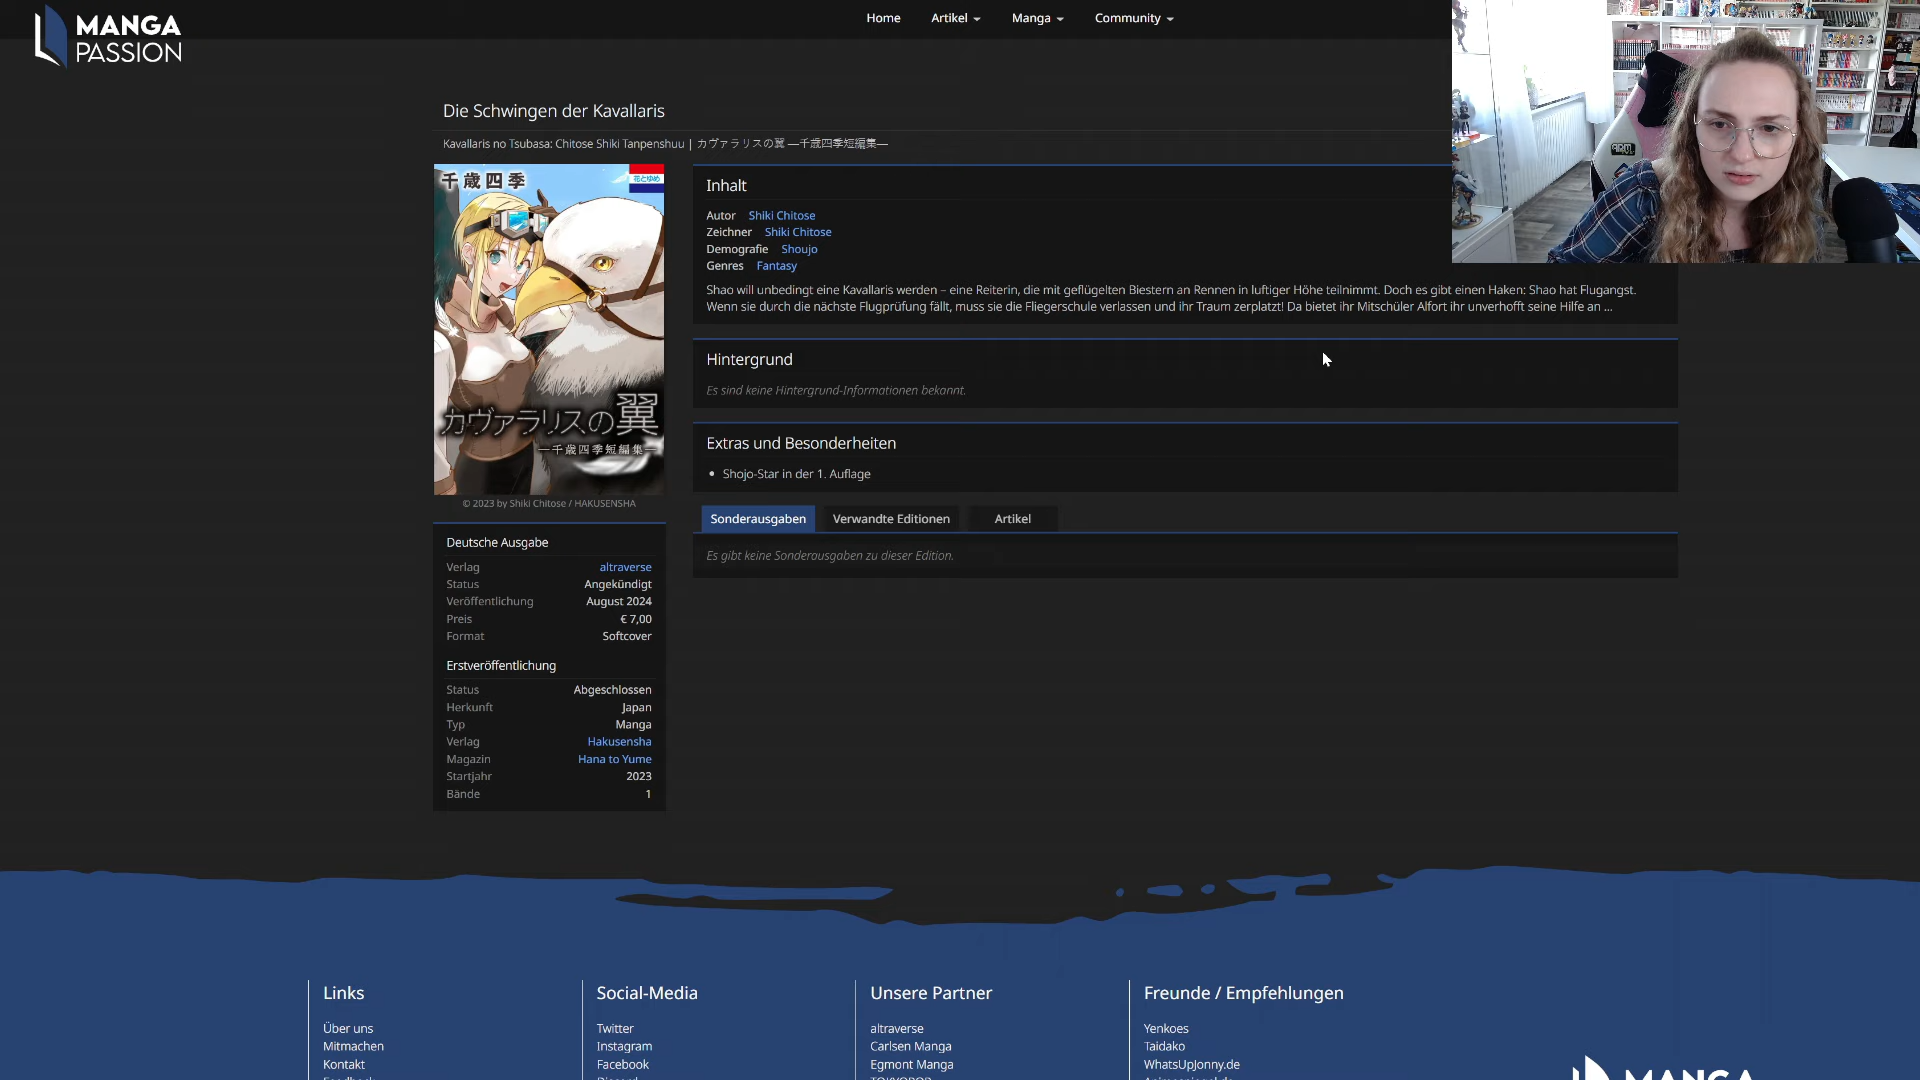 MANGA
PASSION
Home
Artikel
Manga
Community
Die Schwingen der Kavallaris
Kavallaris no Tsubasa: Chitose Shiki Tanpenshuu | カヴァラリスの翼 ―千歳四季短編集―
千歳四季
花とゆめ
カヴァラリスの翼
―千歳四季短編集―
© 2023 by Shiki Chitose / HAKUSENSHA
Inhalt
Autor Shiki Chitose
Zeichner Shiki Chitose
Demografie Shoujo
Genres Fantasy
Shao will unbedingt eine Kavallaris werden – eine Reiterin, die mit geflügelten Biestern an Rennen in luftiger Höhe teilnimmt. Doch es gibt einen Haken: Shao hat Flugangst.
Wenn sie durch die nächste Flugprüfung fällt, muss sie die Fliegerschule verlassen und ihr Traum zerplatzt! Da bietet ihr Mitschüler Alfort ihr unverhofft seine Hilfe an ...
Hintergrund
Es sind keine Hintergrund-Informationen bekannt.
Extras und Besonderheiten
• Shojo-Star in der 1. Auflage
Sonderausgaben
Verwandte Editionen
Artikel
Es gibt keine Sonderausgaben zu dieser Edition.
Deutsche Ausgabe
Verlag altraverse
Status Angekündigt
Veröffentlichung August 2024
Preis € 7,00
Format Softcover
Erstveröffentlichung
Status Abgeschlossen
Herkunft Japan
Typ Manga
Verlag Hakusensha
Magazin Hana to Yume
Startjahr 2023
Bände 1
Links
Über uns
Mitmachen
Kontakt
Social-Media
Twitter
Instagram
Facebook
Unsere Partner
altraverse
Carlsen Manga
Egmont Manga
Freunde / Empfehlungen
Yenkoes
Taidako
WhatsUpJonny.de
MANGA